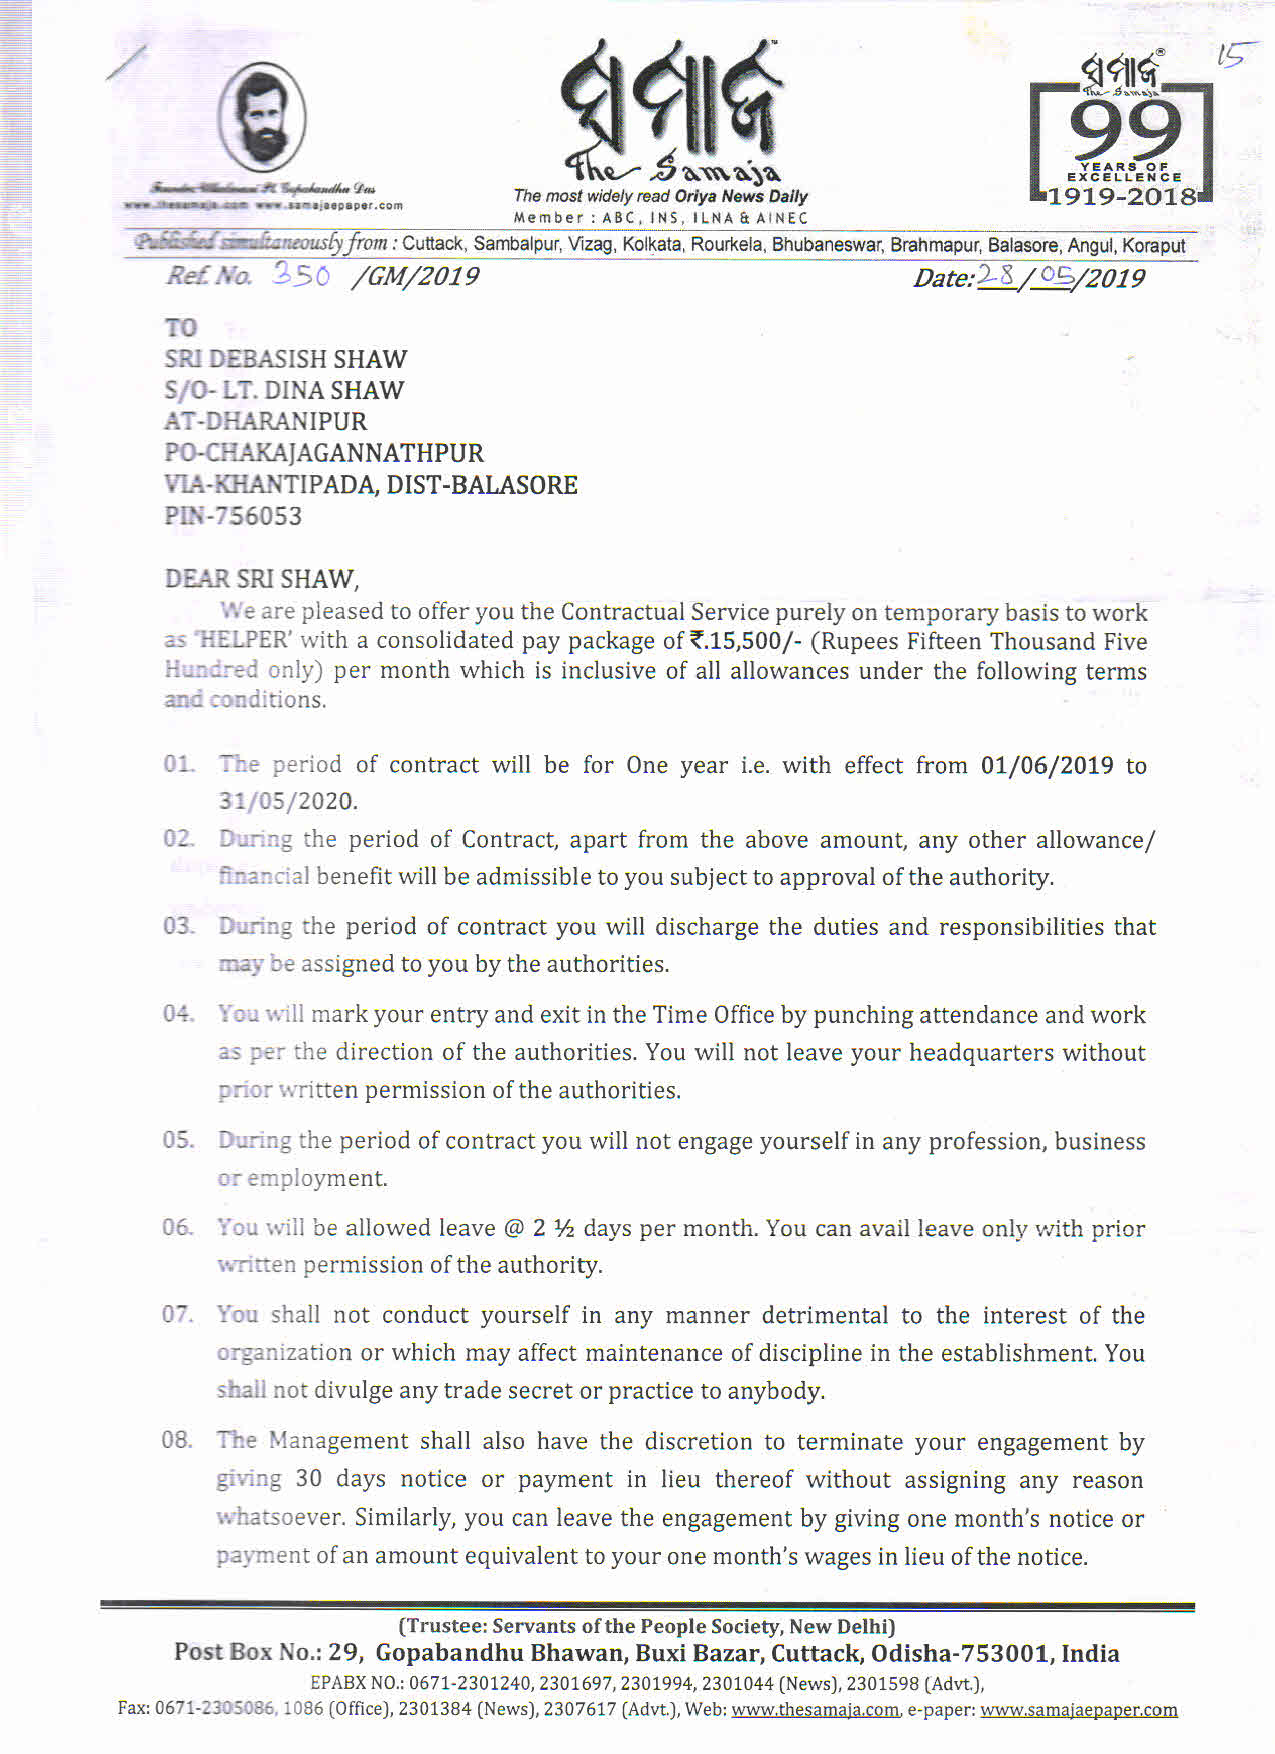 15
ସମାଜ
The Samaja
The most widely read Oriya News Daily
Member : ABC, INS, ILNA & AINEC
ସମାଜ
The Samaja
99
YEARS OF
EXCELLENCE
1919-2018
Founder Pt. Gopabandhu Das
www.thesamaja.com www.samajaepaper.com
Published simultaneously from : Cuttack, Sambalpur, Vizag, Kolkata, Rourkela, Bhubaneswar, Brahmapur, Balasore, Angul, Koraput
Ref. No. 350 /GM/2019 Date:28/05/2019
TO
SRI DEBASISH SHAW
S/O- LT. DINA SHAW
AT-DHARANIPUR
PO-CHAKAJAGANNATHPUR
VIA-KHANTIPADA, DIST-BALASORE
PIN-756053
DEAR SRI SHAW,
We are pleased to offer you the Contractual Service purely on temporary basis to work
as 'HELPER' with a consolidated pay package of ₹.15,500/- (Rupees Fifteen Thousand Five
Hundred only) per month which is inclusive of all allowances under the following terms
and conditions.
01. The period of contract will be for One year i.e. with effect from 01/06/2019 to
31/05/2020.
02. During the period of Contract, apart from the above amount, any other allowance/
financial benefit will be admissible to you subject to approval of the authority.
03. During the period of contract you will discharge the duties and responsibilities that
may be assigned to you by the authorities.
04. You will mark your entry and exit in the Time Office by punching attendance and work
as per the direction of the authorities. You will not leave your headquarters without
prior written permission of the authorities.
05. During the period of contract you will not engage yourself in any profession, business
or employment.
06. You will be allowed leave @ 2 ½ days per month. You can avail leave only with prior
written permission of the authority.
07. You shall not conduct yourself in any manner detrimental to the interest of the
organization or which may affect maintenance of discipline in the establishment. You
shall not divulge any trade secret or practice to anybody.
08. The Management shall also have the discretion to terminate your engagement by
giving 30 days notice or payment in lieu thereof without assigning any reason
whatsoever. Similarly, you can leave the engagement by giving one month's notice or
payment of an amount equivalent to your one month's wages in lieu of the notice.
(Trustee: Servants of the People Society, New Delhi)
Post Box No.: 29, Gopabandhu Bhawan, Buxi Bazar, Cuttack, Odisha-753001, India
EPABX NO.: 0671-2301240, 2301697, 2301994, 2301044 (News), 2301598 (Advt.),
Fax: 0671-2305086, 1086 (Office), 2301384 (News), 2307617 (Advt.), Web: www.thesamaja.com, e-paper: www.samajaepaper.com